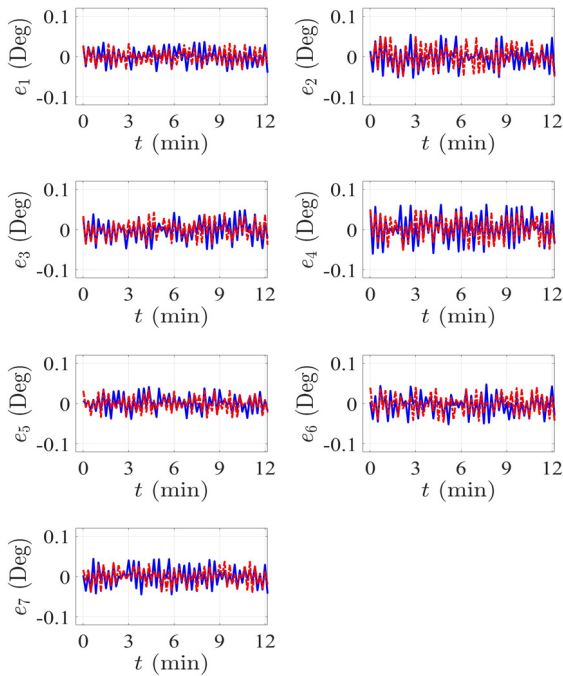 0.1
0
-0.1
e1 (Deg)
0 3 6 9 12
t (min)
0.1
0
-0.1
e2 (Deg)
0 3 6 9 12
t (min)
0.1
0
-0.1
e3 (Deg)
0 3 6 9 12
t (min)
0.1
0
-0.1
e4 (Deg)
0 3 6 9 12
t (min)
0.1
0
-0.1
e5 (Deg)
0 3 6 9 12
t (min)
0.1
0
-0.1
e6 (Deg)
0 3 6 9 12
t (min)
0.1
0
-0.1
e7 (Deg)
0 3 6 9 12
t (min)